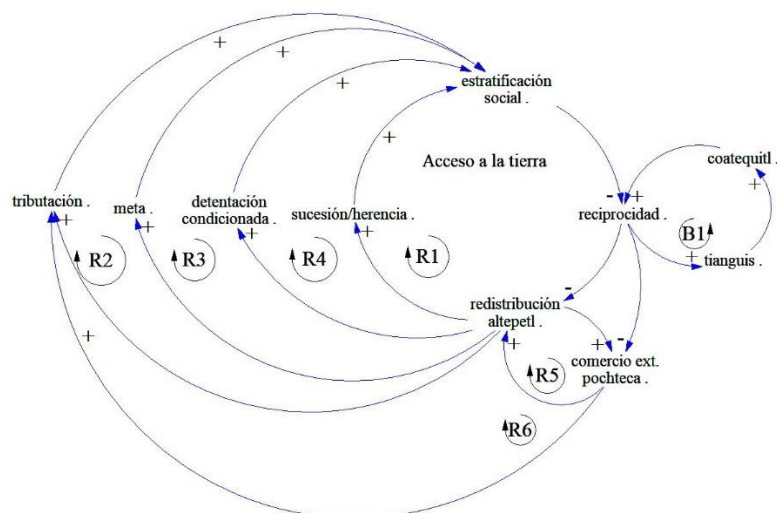 +
+
+
estratificación
social .
+
Acceso a la tierra
coatequitl .
+
tributación .
+
meta .
+
detentación
condicionada .
+
sucesión/herencia .
+
-
+
reciprocidad .
B1
+
tianguis .
R2
R3
R4
R1
-
redistribución
altepetl .
+
+
-
comercio ext.
pochteca .
+
R5
R6